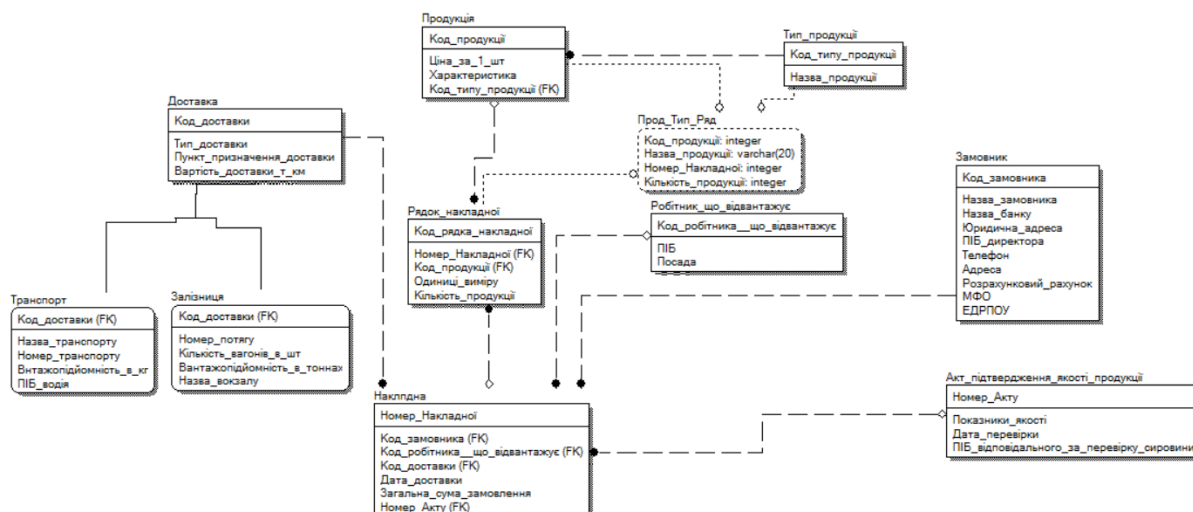 Продукція
Код_продукції
Ціна_за_1_шт
Характеристика
Код_типу_продукції (FK)
Тип_продукції
Код_типу_продукції
Назва_продукції
Доставка
Код_доставки
Тип_доставки
Пункт_призначення_доставки
Вартість_доставки_т_км
Прод_Тип_Ряд
Код_продукції: integer
Назва_продукції: varchar(20)
Номер_Накладної: integer
Кількість_продукції: integer
Замовник
Код_замовника
Назва_замовника
Назва_банку
Юридична_адреса
ПІБ_директора
Телефон
Адреса
Розрахунковий_рахунок
МФО
ЕДРПОУ
Рядок_накладної
Код_рядка_накладної
Номер_Накладної (FK)
Код_продукції (FK)
Одиниці_виміру
Кількість_продукції
Робітник_що_відвантажує
Код_робітника__що_відвантажує
ПІБ
Посада
Транспорт
Код_доставки (FK)
Назва_транспорту
Номер_транспорту
Внтажопідйомність_в_кг
ПІБ_водія
Залізниця
Код_доставки (FK)
Номер_потягу
Кількість_вагонів_в_шт
Вантажопідйомність_в_тоннах
Назва_вокзалу
Наклпдна
Номер_Накладної
Код_замовника (FK)
Код_робітника__що_відвантажує (FK)
Код_доставки (FK)
Дата_доставки
Загальна_сума_замовлення
Номер_Акту (FK)
Акт_підтвердження_якості_продукції
Номер_Акту
Показники_якості
Дата_перевірки
ПІБ_відповідального_за_перевірку_сировини